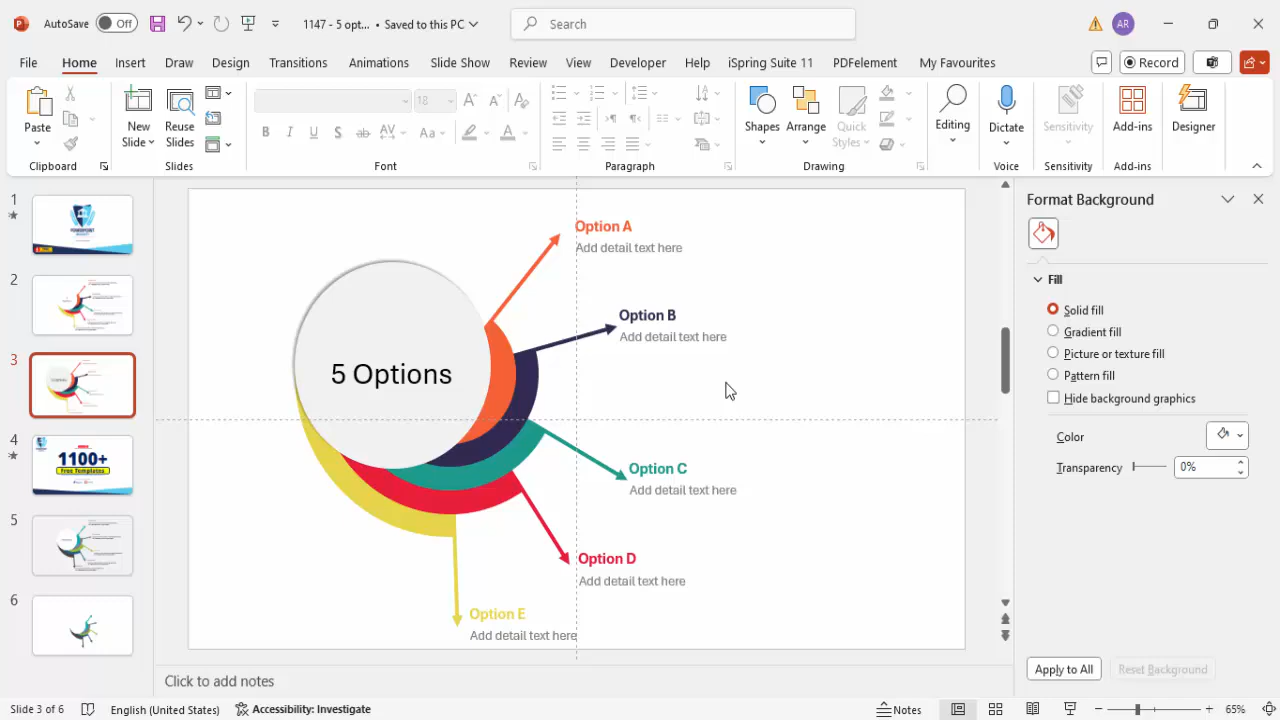 AutoSave Off 1147 - 5 opt... • Saved to this PC Search AR
File Home Insert Draw Design Transitions Animations Slide Show Review View Developer Help iSpring Suite 11 PDFelement My Favourites Record
Paste New Slide Reuse Slides 18 Shapes Arrange Quick Styles Editing Dictate Sensitivity Add-ins Designer
Clipboard Slides Font Paragraph Drawing Voice Sensitivity Add-ins
1
2
3
4
1100+
Free Templates
5
6
5 Options
Option A
Add detail text here
Option B
Add detail text here
Option C
Add detail text here
Option D
Add detail text here
Option E
Add detail text here
Format Background
Fill
Solid fill
Gradient fill
Picture or texture fill
Pattern fill
Hide background graphics
Color
Transparency 0%
Apply to All Reset Background
Click to add notes
Slide 3 of 6 English (United States) Accessibility: Investigate Notes 65%